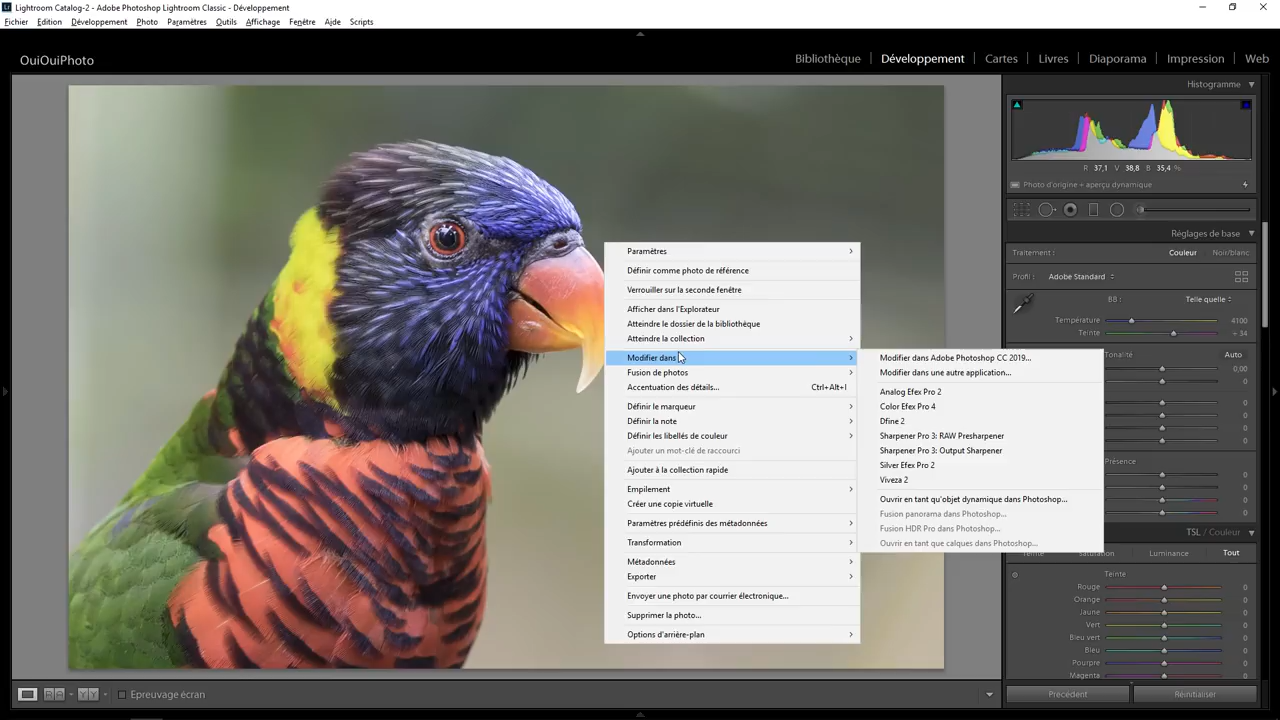 Lightroom Catalog-2 - Adobe Photoshop Lightroom Classic - Développement
Fichier Edition Développement Photo Paramètres Outils Affichage Fenêtre Aide Scripts
OuiOuiPhoto
Bibliothèque Développement Cartes Livres Diaporama Impression Web
Histogramme
R 37,1 V 38,8 B 35,4 %
Photo d'origine + aperçu dynamique
Réglages de base
Traitement : Couleur Noir/blanc
Profil : Adobe Standard
BB : Telle quelle
Température 4100
Teinte + 34
Tonalité Auto
0,00
0
0
0
0
0
Présence
0
0
0
0
TSL / Couleur
Teinte Saturation Luminance Tout
Teinte
Rouge 0
Orange 0
Jaune 0
Vert 0
Bleu vert 0
Bleu 0
Pourpre 0
Magenta 0
Précédent Réinitialiser
Paramètres
Définir comme photo de référence
Verrouiller sur la seconde fenêtre
Afficher dans l'Explorateur
Atteindre le dossier de la bibliothèque
Atteindre la collection
Modifier dans
Fusion de photos
Accentuation des détails... Ctrl+Alt+I
Définir le marqueur
Définir la note
Définir les libellés de couleur
Ajouter un mot-clé de raccourci
Ajouter à la collection rapide
Empilement
Créer une copie virtuelle
Paramètres prédéfinis des métadonnées
Transformation
Métadonnées
Exporter
Envoyer une photo par courrier électronique...
Supprimer la photo...
Options d'arrière-plan
Modifier dans Adobe Photoshop CC 2019...
Modifier dans une autre application...
Analog Efex Pro 2
Color Efex Pro 4
Dfine 2
Sharpener Pro 3: RAW Presharpener
Sharpener Pro 3: Output Sharpener
Silver Efex Pro 2
Viveza 2
Ouvrir en tant qu'objet dynamique dans Photoshop...
Fusion panorama dans Photoshop...
Fusion HDR Pro dans Photoshop...
Ouvrir en tant que calques dans Photoshop...
Epreuvage écran